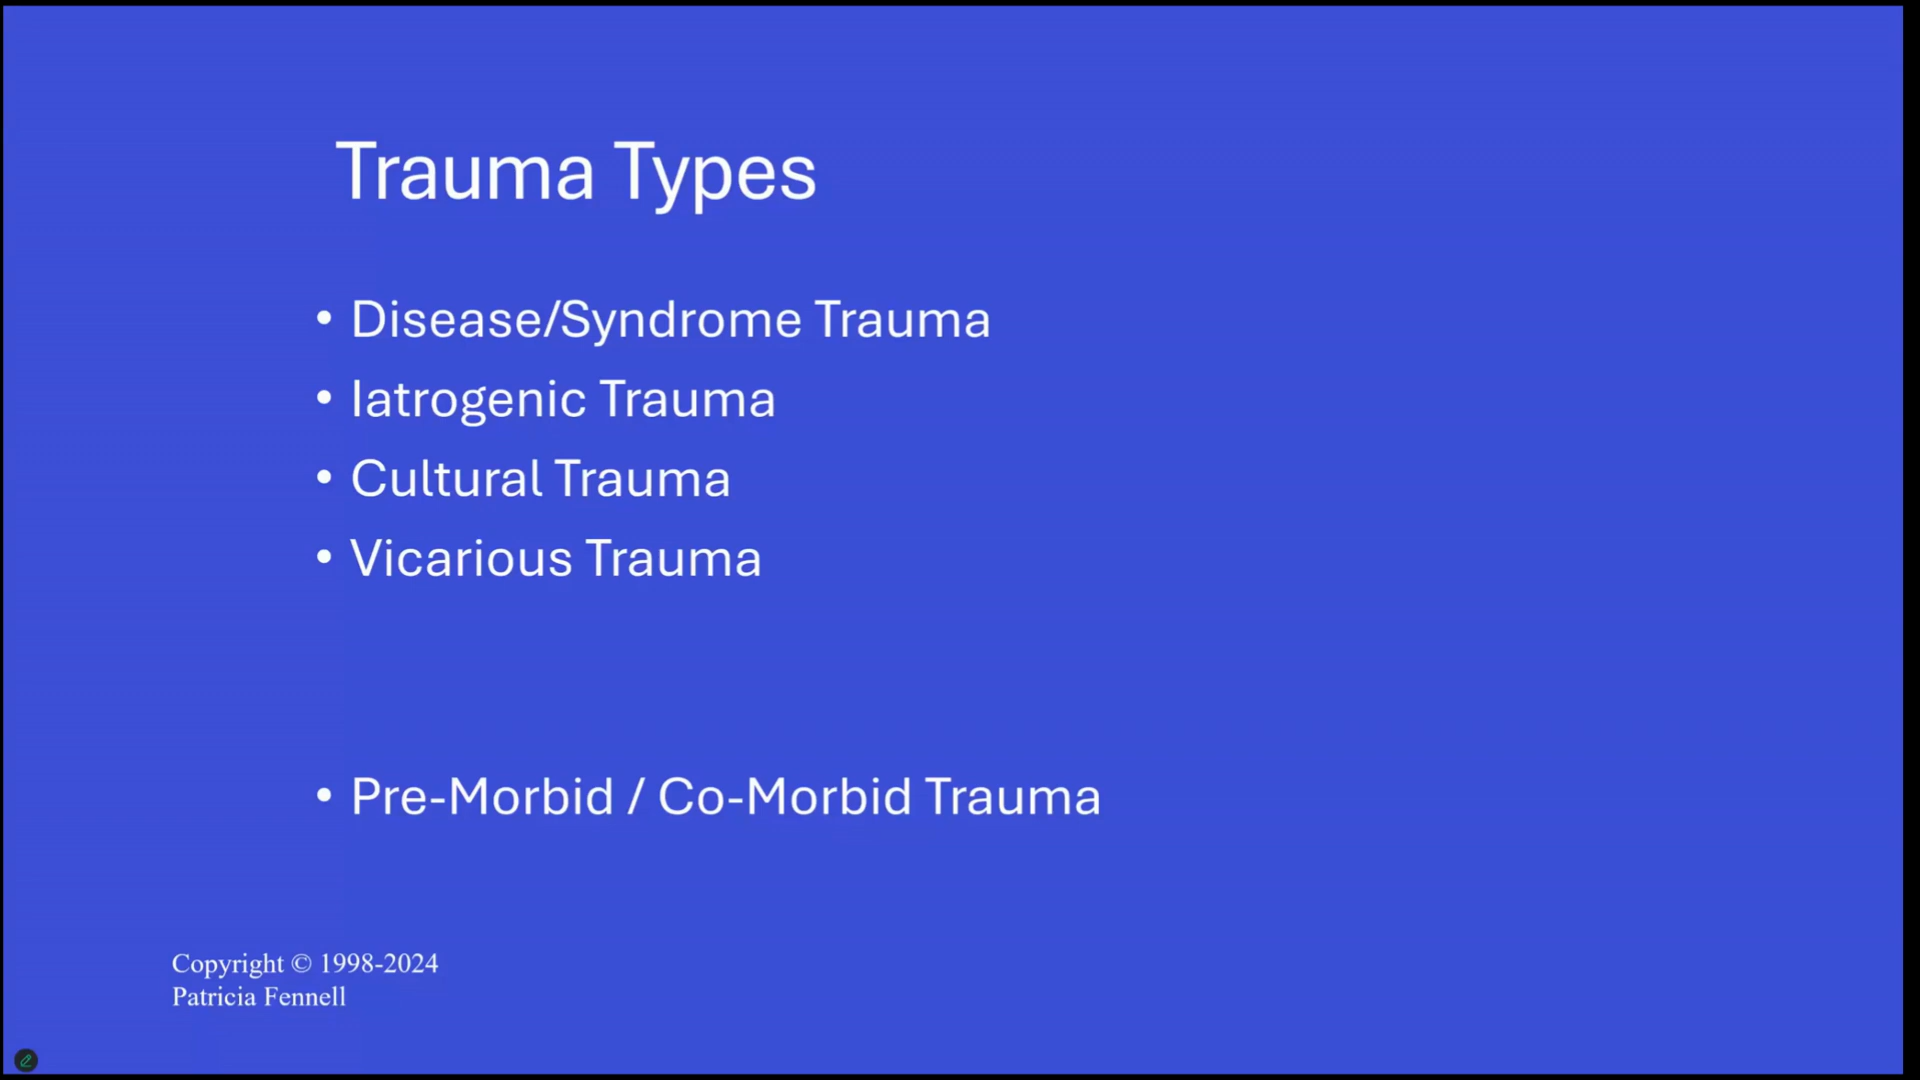 Trauma Types
• Disease/Syndrome Trauma
• Iatrogenic Trauma
• Cultural Trauma
• Vicarious Trauma
• Pre-Morbid / Co-Morbid Trauma
Copyright © 1998-2024
Patricia Fennell